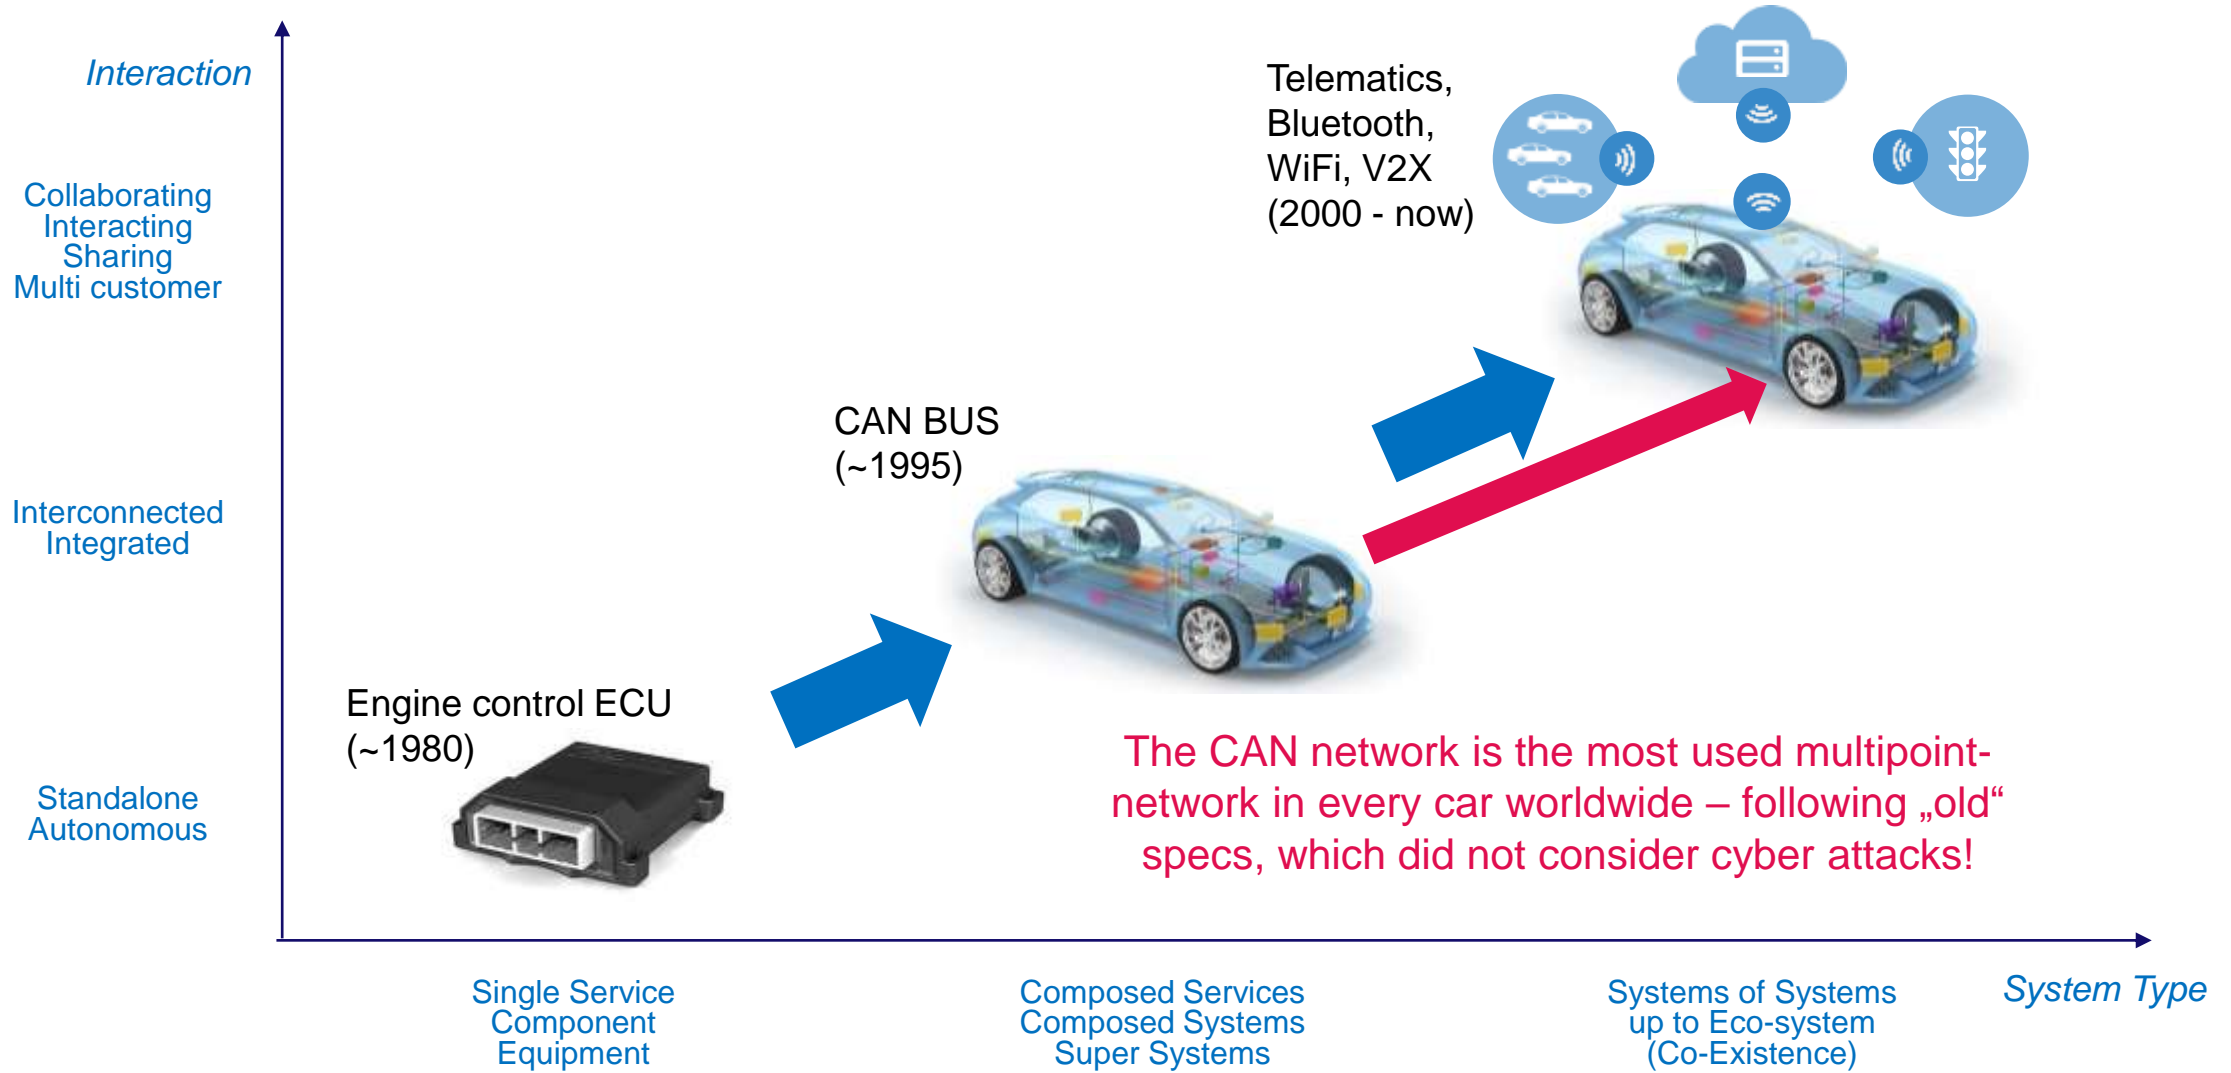 Interaction
Telematics,
Bluetooth,
WiFi, V2X
(2000 - now)
Collaborating
Interacting
Sharing
Multi customer
CAN BUS
(~1995)
Interconnected
Integrated
Engine control ECU
(~1980)
The CAN network is the most used multipoint-
network in every car worldwide – following „old“
specs, which did not consider cyber attacks!
Standalone
Autonomous
Single Service
Component
Equipment
Composed Services
Composed Systems
Super Systems
Systems of Systems
up to Eco-system
(Co-Existence)
System Type